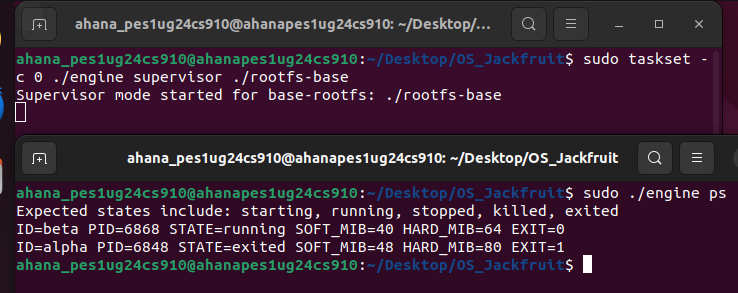 ahana_pes1ug24cs910@ahanapes1ug24cs910: ~/Desktop/...
ahana_pes1ug24cs910@ahanapes1ug24cs910:~/Desktop/OS_Jackfruit$ sudo taskset -
c 0 ./engine supervisor ./rootfs-base
Supervisor mode started for base-rootfs: ./rootfs-base
ahana_pes1ug24cs910@ahanapes1ug24cs910: ~/Desktop/OS_Jackfruit
ahana_pes1ug24cs910@ahanapes1ug24cs910:~/Desktop/OS_Jackfruit$ sudo ./engine ps
Expected states include: starting, running, stopped, killed, exited
ID=beta PID=6868 STATE=running SOFT_MIB=40 HARD_MIB=64 EXIT=0
ID=alpha PID=6848 STATE=exited SOFT_MIB=48 HARD_MIB=80 EXIT=1
ahana_pes1ug24cs910@ahanapes1ug24cs910:~/Desktop/OS_Jackfruit$